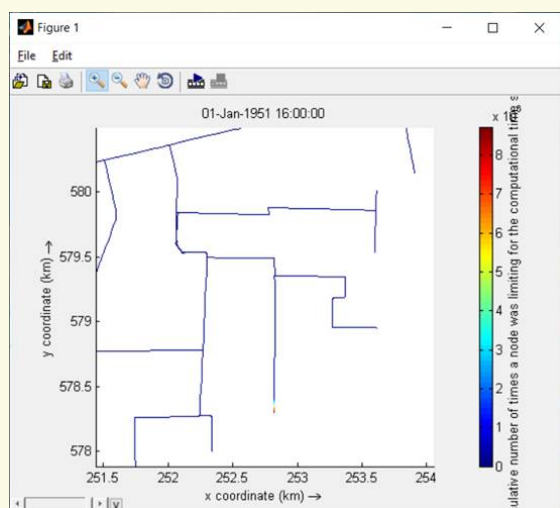 Figure 1
File Edit
01-Jan-1951 16:00:00
x 10
8
7
6
5
4
3
2
1
0
580
579.5
579
578.5
578
251.5 252 252.5 253 253.5 254
y coordinate (km) →
x coordinate (km) →
ulative number of times a node was limiting for the computational time s